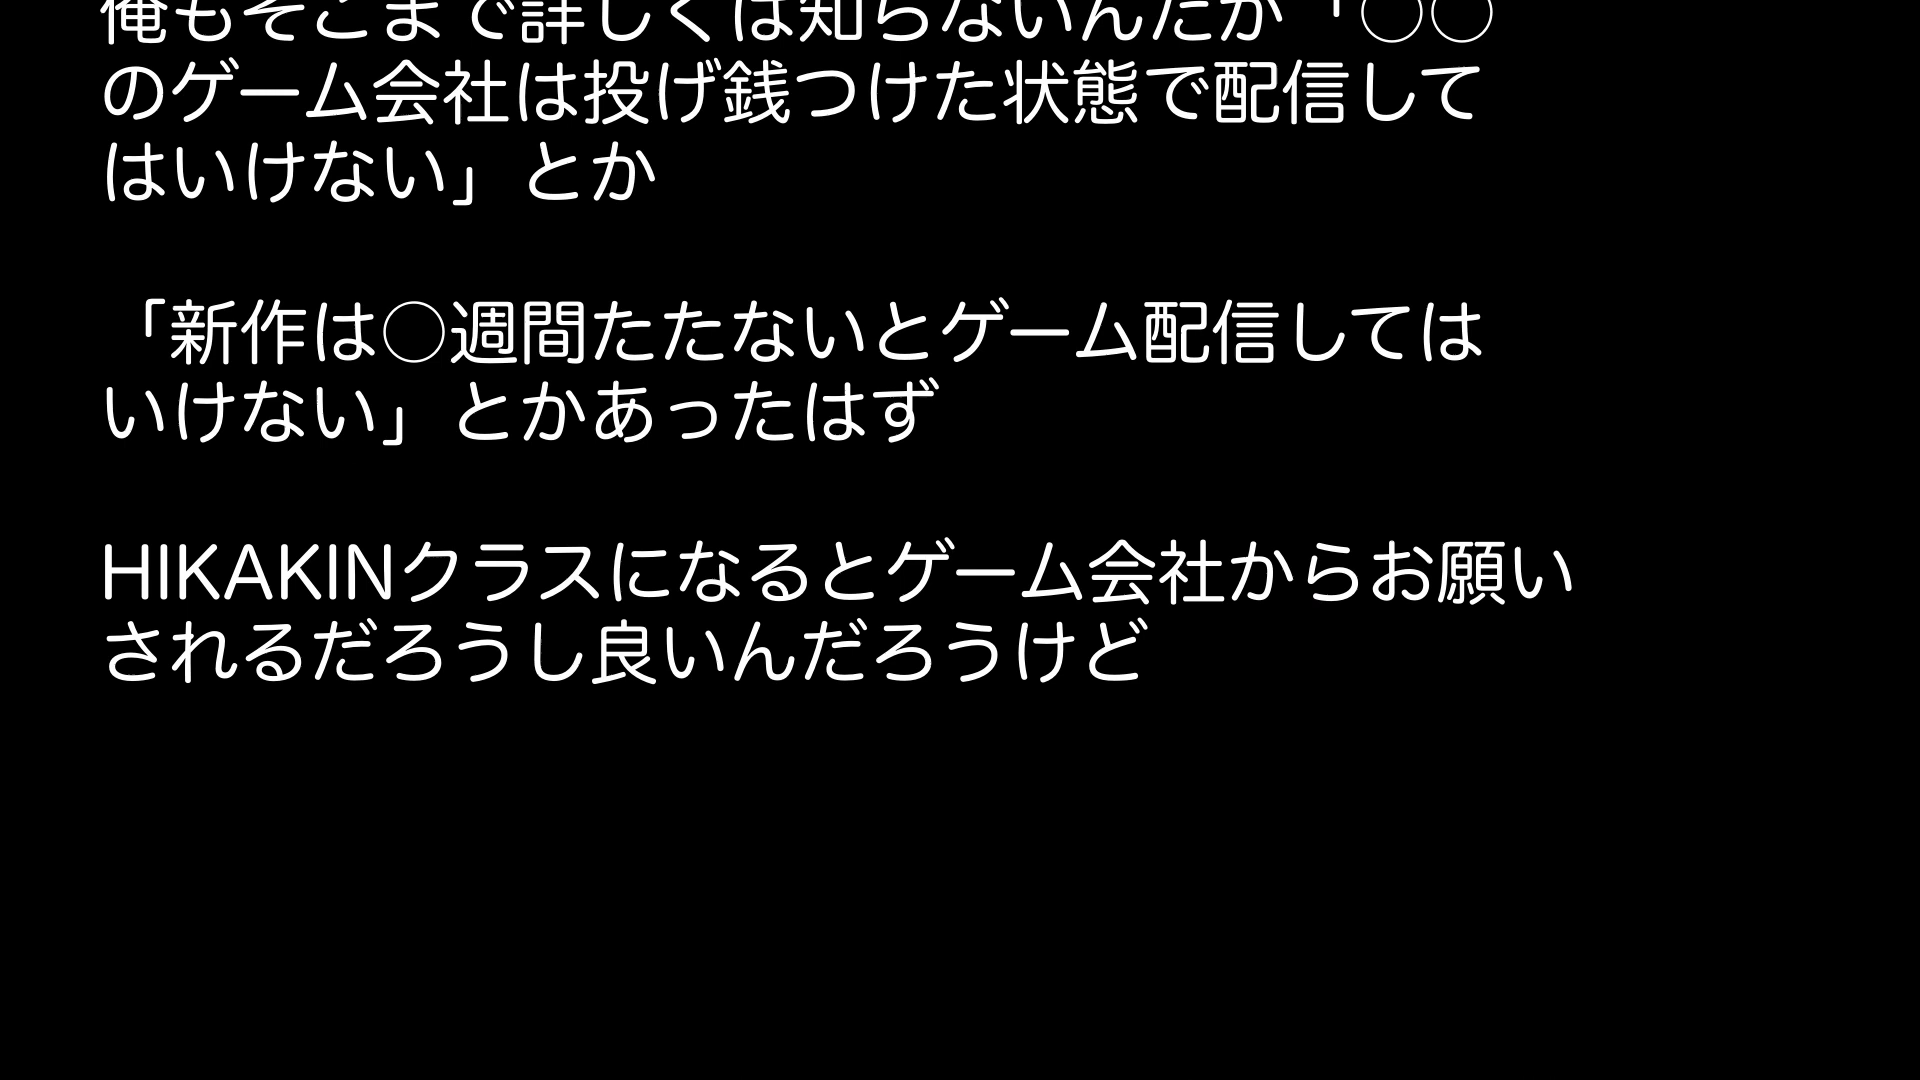 俺もそこまで詳しくは知らないんだが「○○
のゲーム会社は投げ銭つけた状態で配信して
はいけない」とか
「新作は○週間たたないとゲーム配信しては
いけない」とかあったはず
HIKAKINクラスになるとゲーム会社からお願い
されるだろうし良いんだろうけど